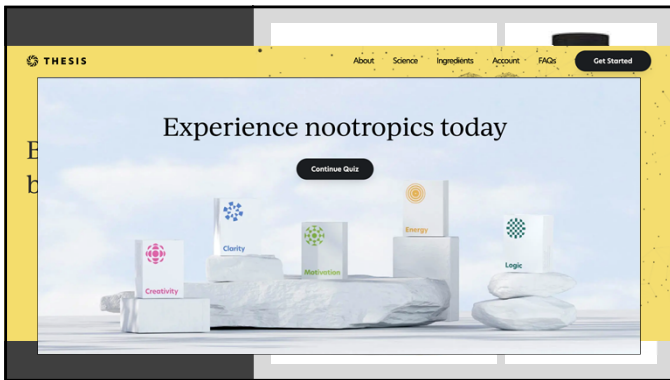 THESIS
About Science Ingredients Account FAQs Get Started
Experience nootropics today
Continue Quiz
Energy
Clarity
Logic
Motivation
Creativity